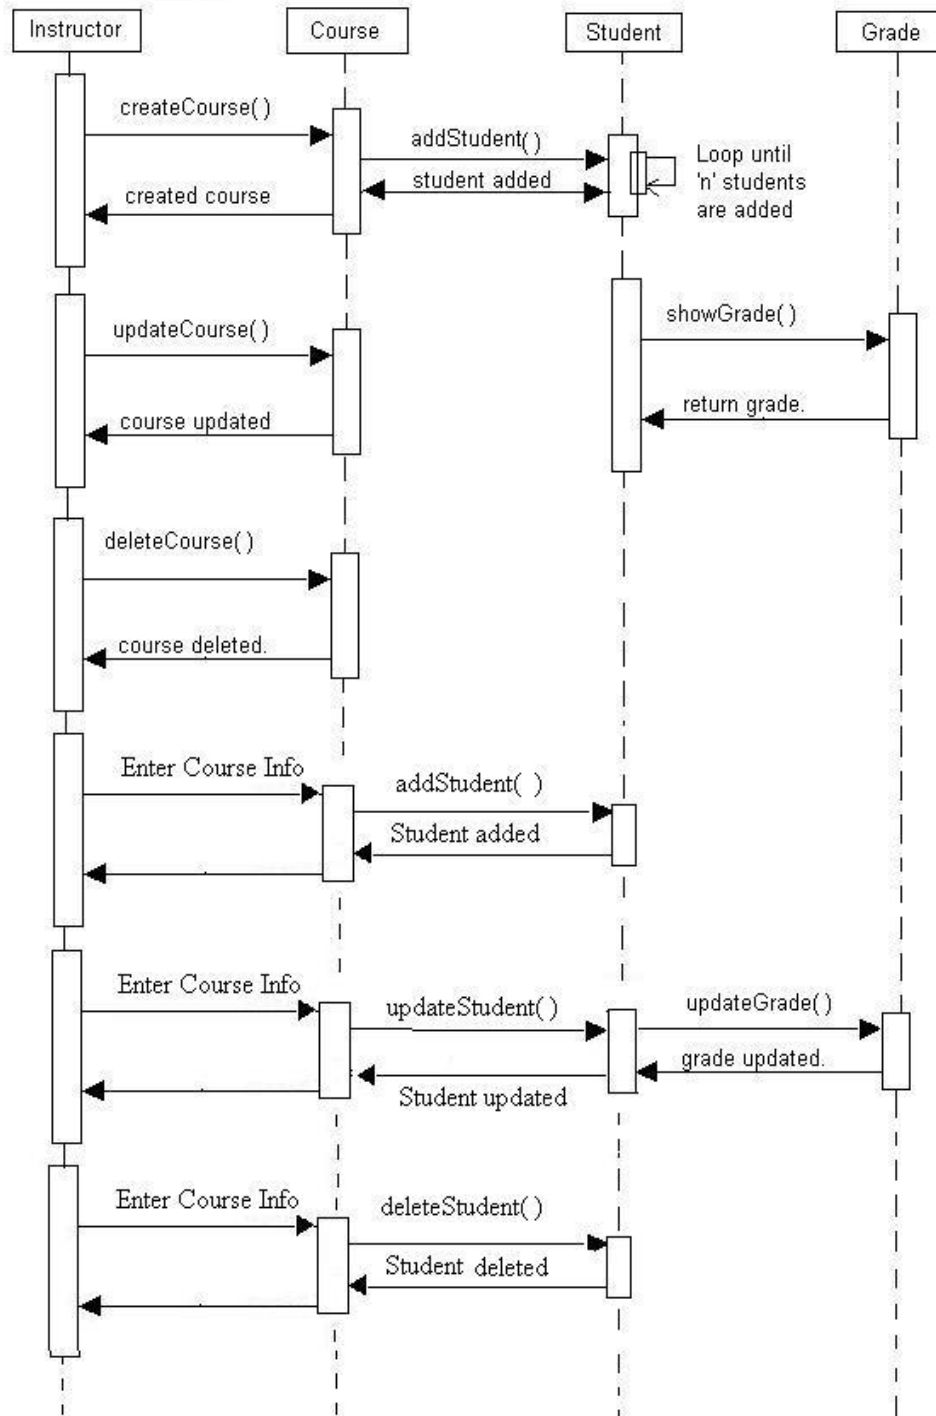 Instructor
Course
Student
Grade
createCourse( )
addStudent( )
Loop until
'n' students
are added
student added
created course
showGrade( )
updateCourse( )
return grade.
course updated
deleteCourse( )
course deleted.
Enter Course Info
addStudent(  )
Student added
Enter Course Info
updateStudent( )
updateGrade( )
grade updated.
Student updated
Enter Course Info
deleteStudent( )
Student deleted